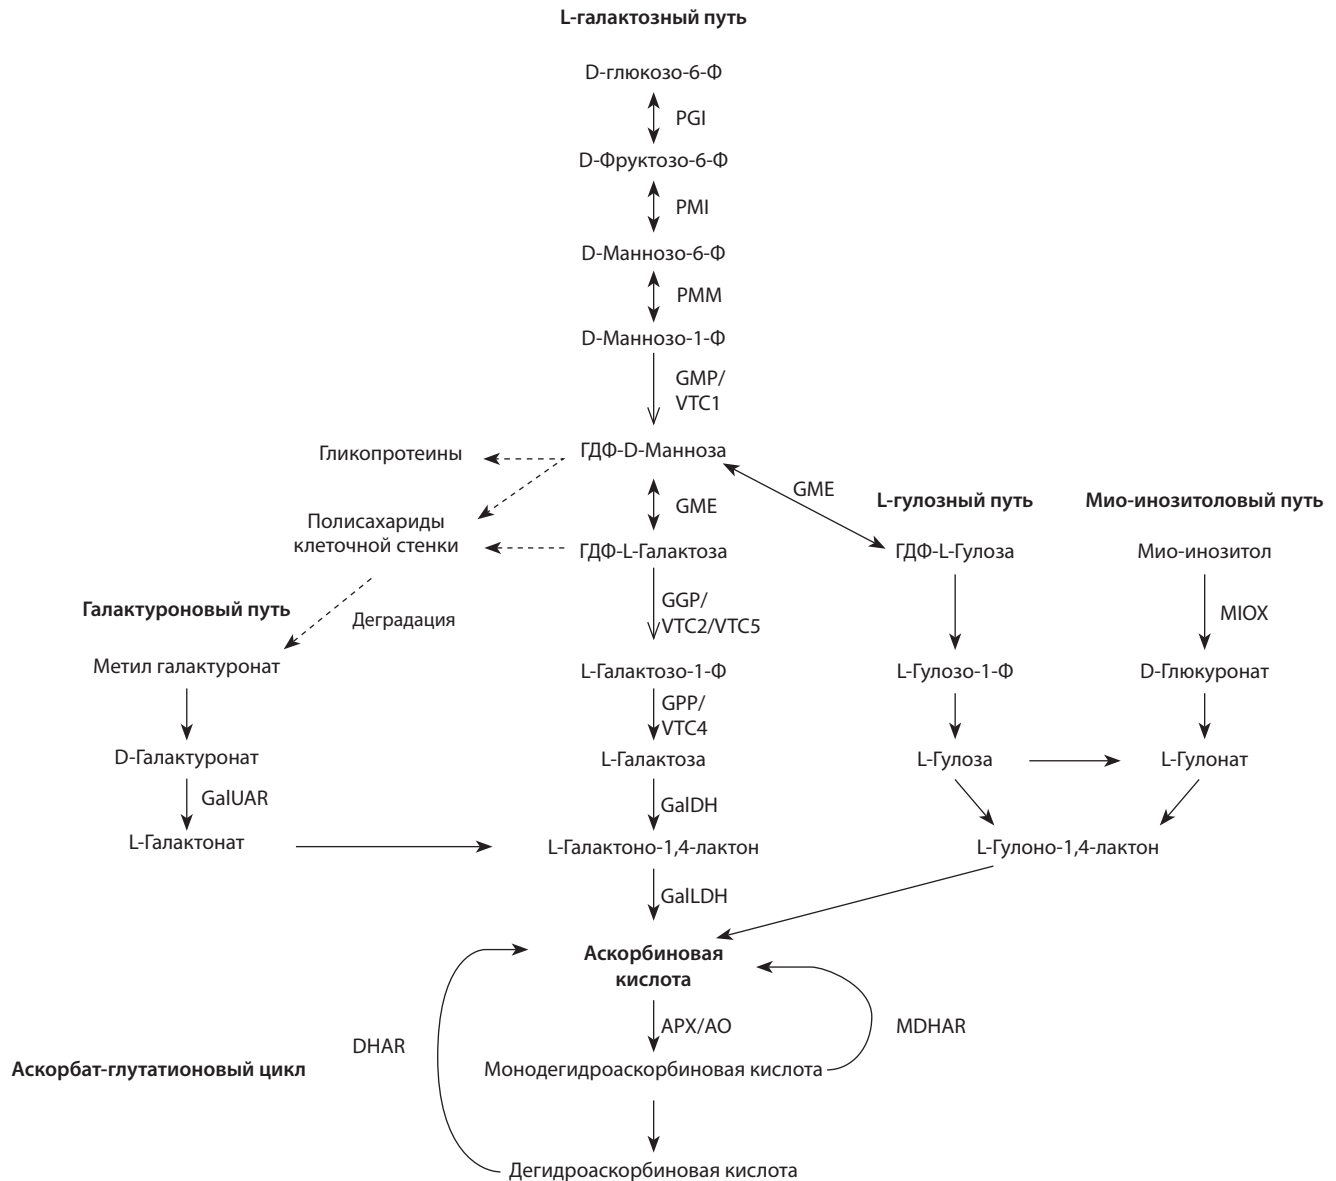 L-галактозный путь
D-глюкозо-6-Ф
PGI
D-Фруктозо-6-Ф
PMI
D-Маннозо-6-Ф
PMM
D-Маннозо-1-Ф
GMP/
VTC1
Гликопротеины
ГДФ-D-Манноза
GME
GME
L-гулозный путь
Мио-инозитоловый путь
Полисахариды
клеточной стенки
ГДФ-L-Галактоза
ГДФ-L-Гулоза
Мио-инозитол
Галактуроновый путь
Деградация
GGP/
VTC2/VTC5
MIOX
Метил галактуронат
L-Галактозо-1-Ф
L-Гулозо-1-Ф
D-Глюкуронат
GPP/
VTC4
D-Галактуронат
L-Галактоза
L-Гулоза
L-Гулонат
GalUAR
GalDH
L-Галактонат
L-Галактоно-1,4-лактон
L-Гулоно-1,4-лактон
GalLDH
Аскорбиновая
кислота
DHAR
APX/AO
MDHAR
Аскорбат-глутатионовый цикл
Монодегидроаскорбиновая кислота
Дегидроаскорбиновая кислота